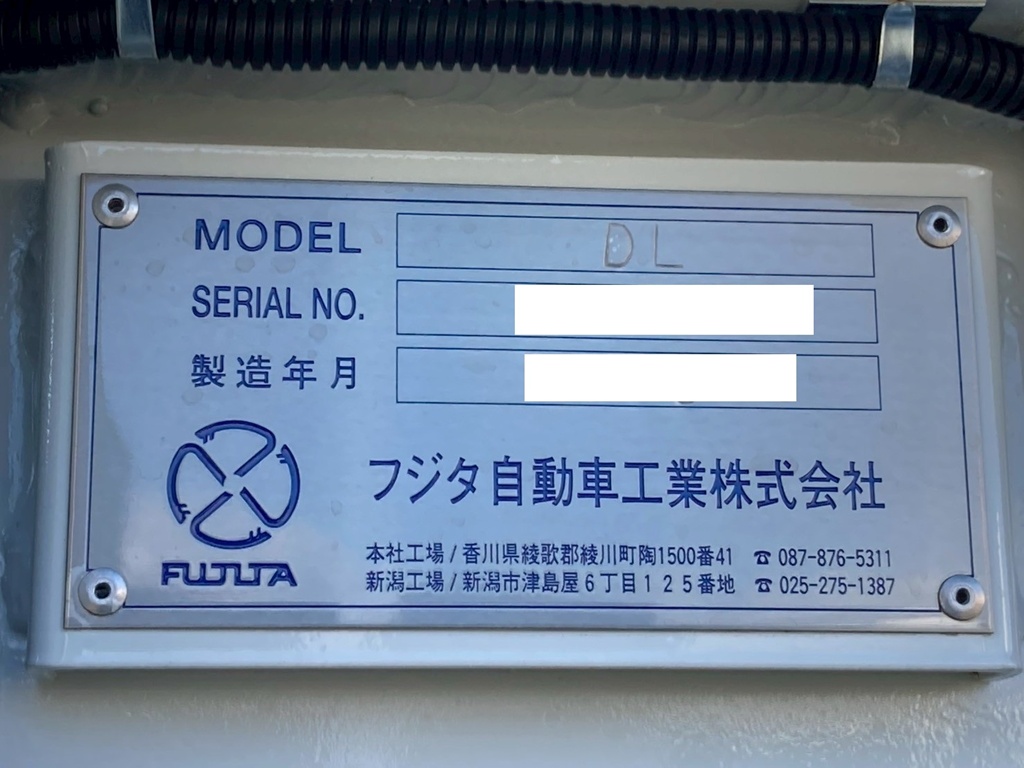 MODEL DL
SERIAL NO.
製造年月
フジタ自動車工業株式会社
FUJITA
本社工場/香川県綾歌郡綾川町陶1500番41 ☎ 087-876-5311
新潟工場/新潟市津島屋6丁目125番地 ☎ 025-275-1387